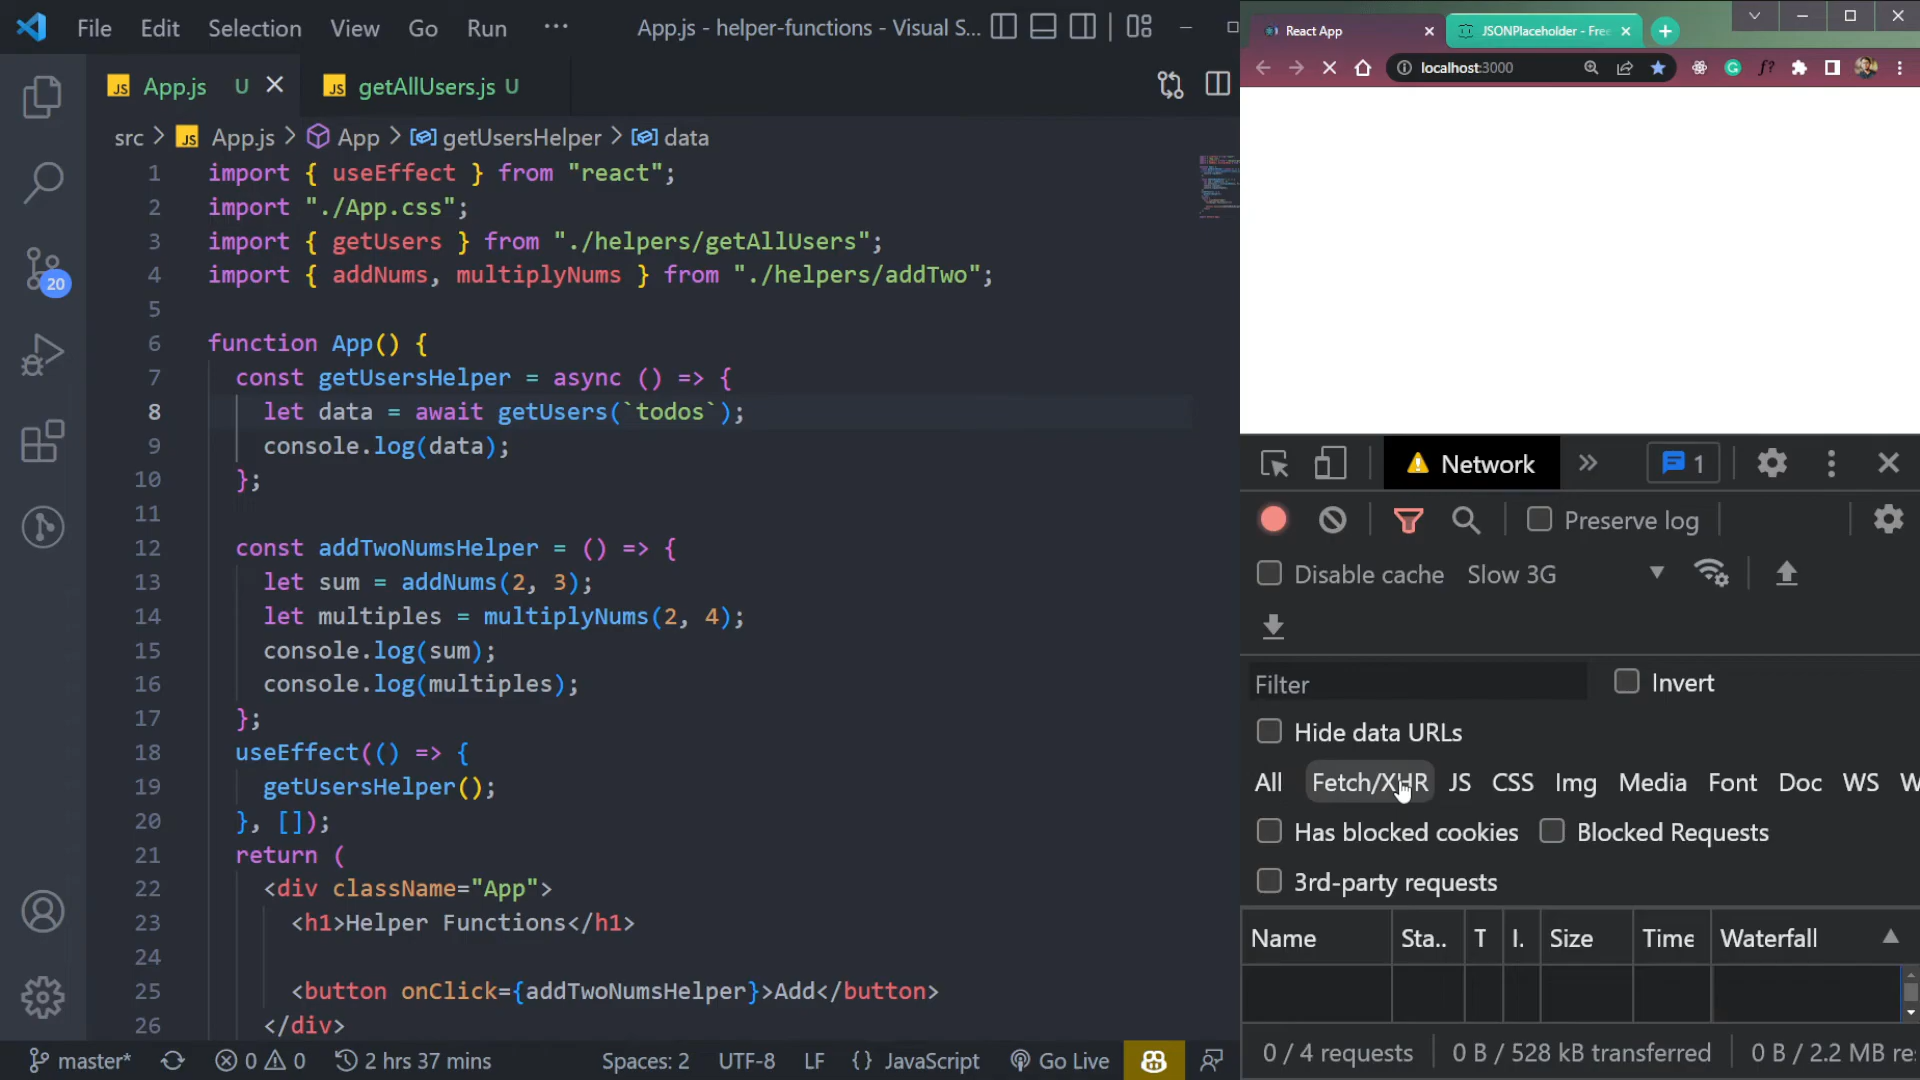 File Edit Selection View Go Run ··· App.js - helper-functions - Visual S...
JS App.js U JS getAllUsers.js U
src > JS App.js > App > getUsersHelper > data
1 import { useEffect } from "react";
2 import "./App.css";
3 import { getUsers } from "./helpers/getAllUsers";
4 import { addNums, multiplyNums } from "./helpers/addTwo";
5
6 function App() {
7 const getUsersHelper = async () => {
8 let data = await getUsers(`todos`);
9 console.log(data);
10 };
11
12 const addTwoNumsHelper = () => {
13 let sum = addNums(2, 3);
14 let multiples = multiplyNums(2, 4);
15 console.log(sum);
16 console.log(multiples);
17 };
18 useEffect(() => {
19 getUsersHelper();
20 }, []);
21 return (
22 <div className="App">
23 <h1>Helper Functions</h1>
24
25 <button onClick={addTwoNumsHelper}>Add</button>
26 </div>
20
master* 0 0 2 hrs 37 mins Spaces: 2 UTF-8 LF {} JavaScript Go Live
React App JSONPlaceholder - Free
localhost:3000
Network 1
Preserve log
Disable cache Slow 3G
Filter Invert
Hide data URLs
All Fetch/XHR JS CSS Img Media Font Doc WS W
Has blocked cookies Blocked Requests
3rd-party requests
Name Sta.. T I. Size Time Waterfall
0 / 4 requests 0 B / 528 kB transferred 0 B / 2.2 MB re